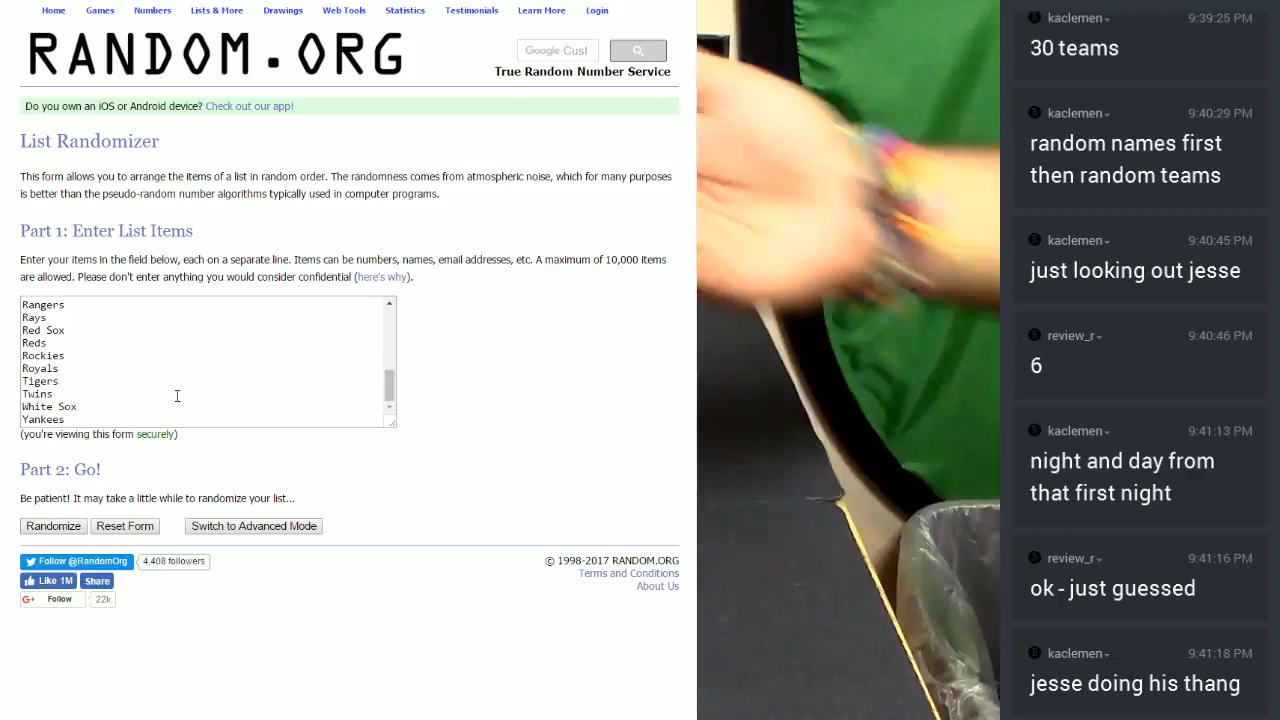 Home Games Numbers Lists & More Drawings Web Tools Statistics Testimonials Learn More Login
RANDOM.ORG
Google Cust
True Random Number Service
Do you own an iOS or Android device? Check out our app!
List Randomizer
This form allows you to arrange the items of a list in random order. The randomness comes from atmospheric noise, which for many purposes
is better than the pseudo-random number algorithms typically used in computer programs.
Part 1: Enter List Items
Enter your items in the field below, each on a separate line. Items can be numbers, names, email addresses, etc. A maximum of 10,000 items
are allowed. Please don't enter anything you would consider confidential (here's why).
Rangers
Rays
Red Sox
Reds
Rockies
Royals
Tigers
Twins
White Sox
Yankees
(you're viewing this form securely)
Part 2: Go!
Be patient! It may take a little while to randomize your list...
Randomize Reset Form Switch to Advanced Mode
Follow @RandomOrg 4,408 followers
Like 1M Share
G+ Follow 22k
© 1998-2017 RANDOM.ORG
Terms and Conditions
About Us
kaclemen 9:39:25 PM
30 teams
kaclemen 9:40:29 PM
random names first
then random teams
kaclemen 9:40:45 PM
just looking out jesse
review_r 9:40:46 PM
6
kaclemen 9:41:13 PM
night and day from
that first night
review_r 9:41:16 PM
ok - just guessed
kaclemen 9:41:18 PM
jesse doing his thang